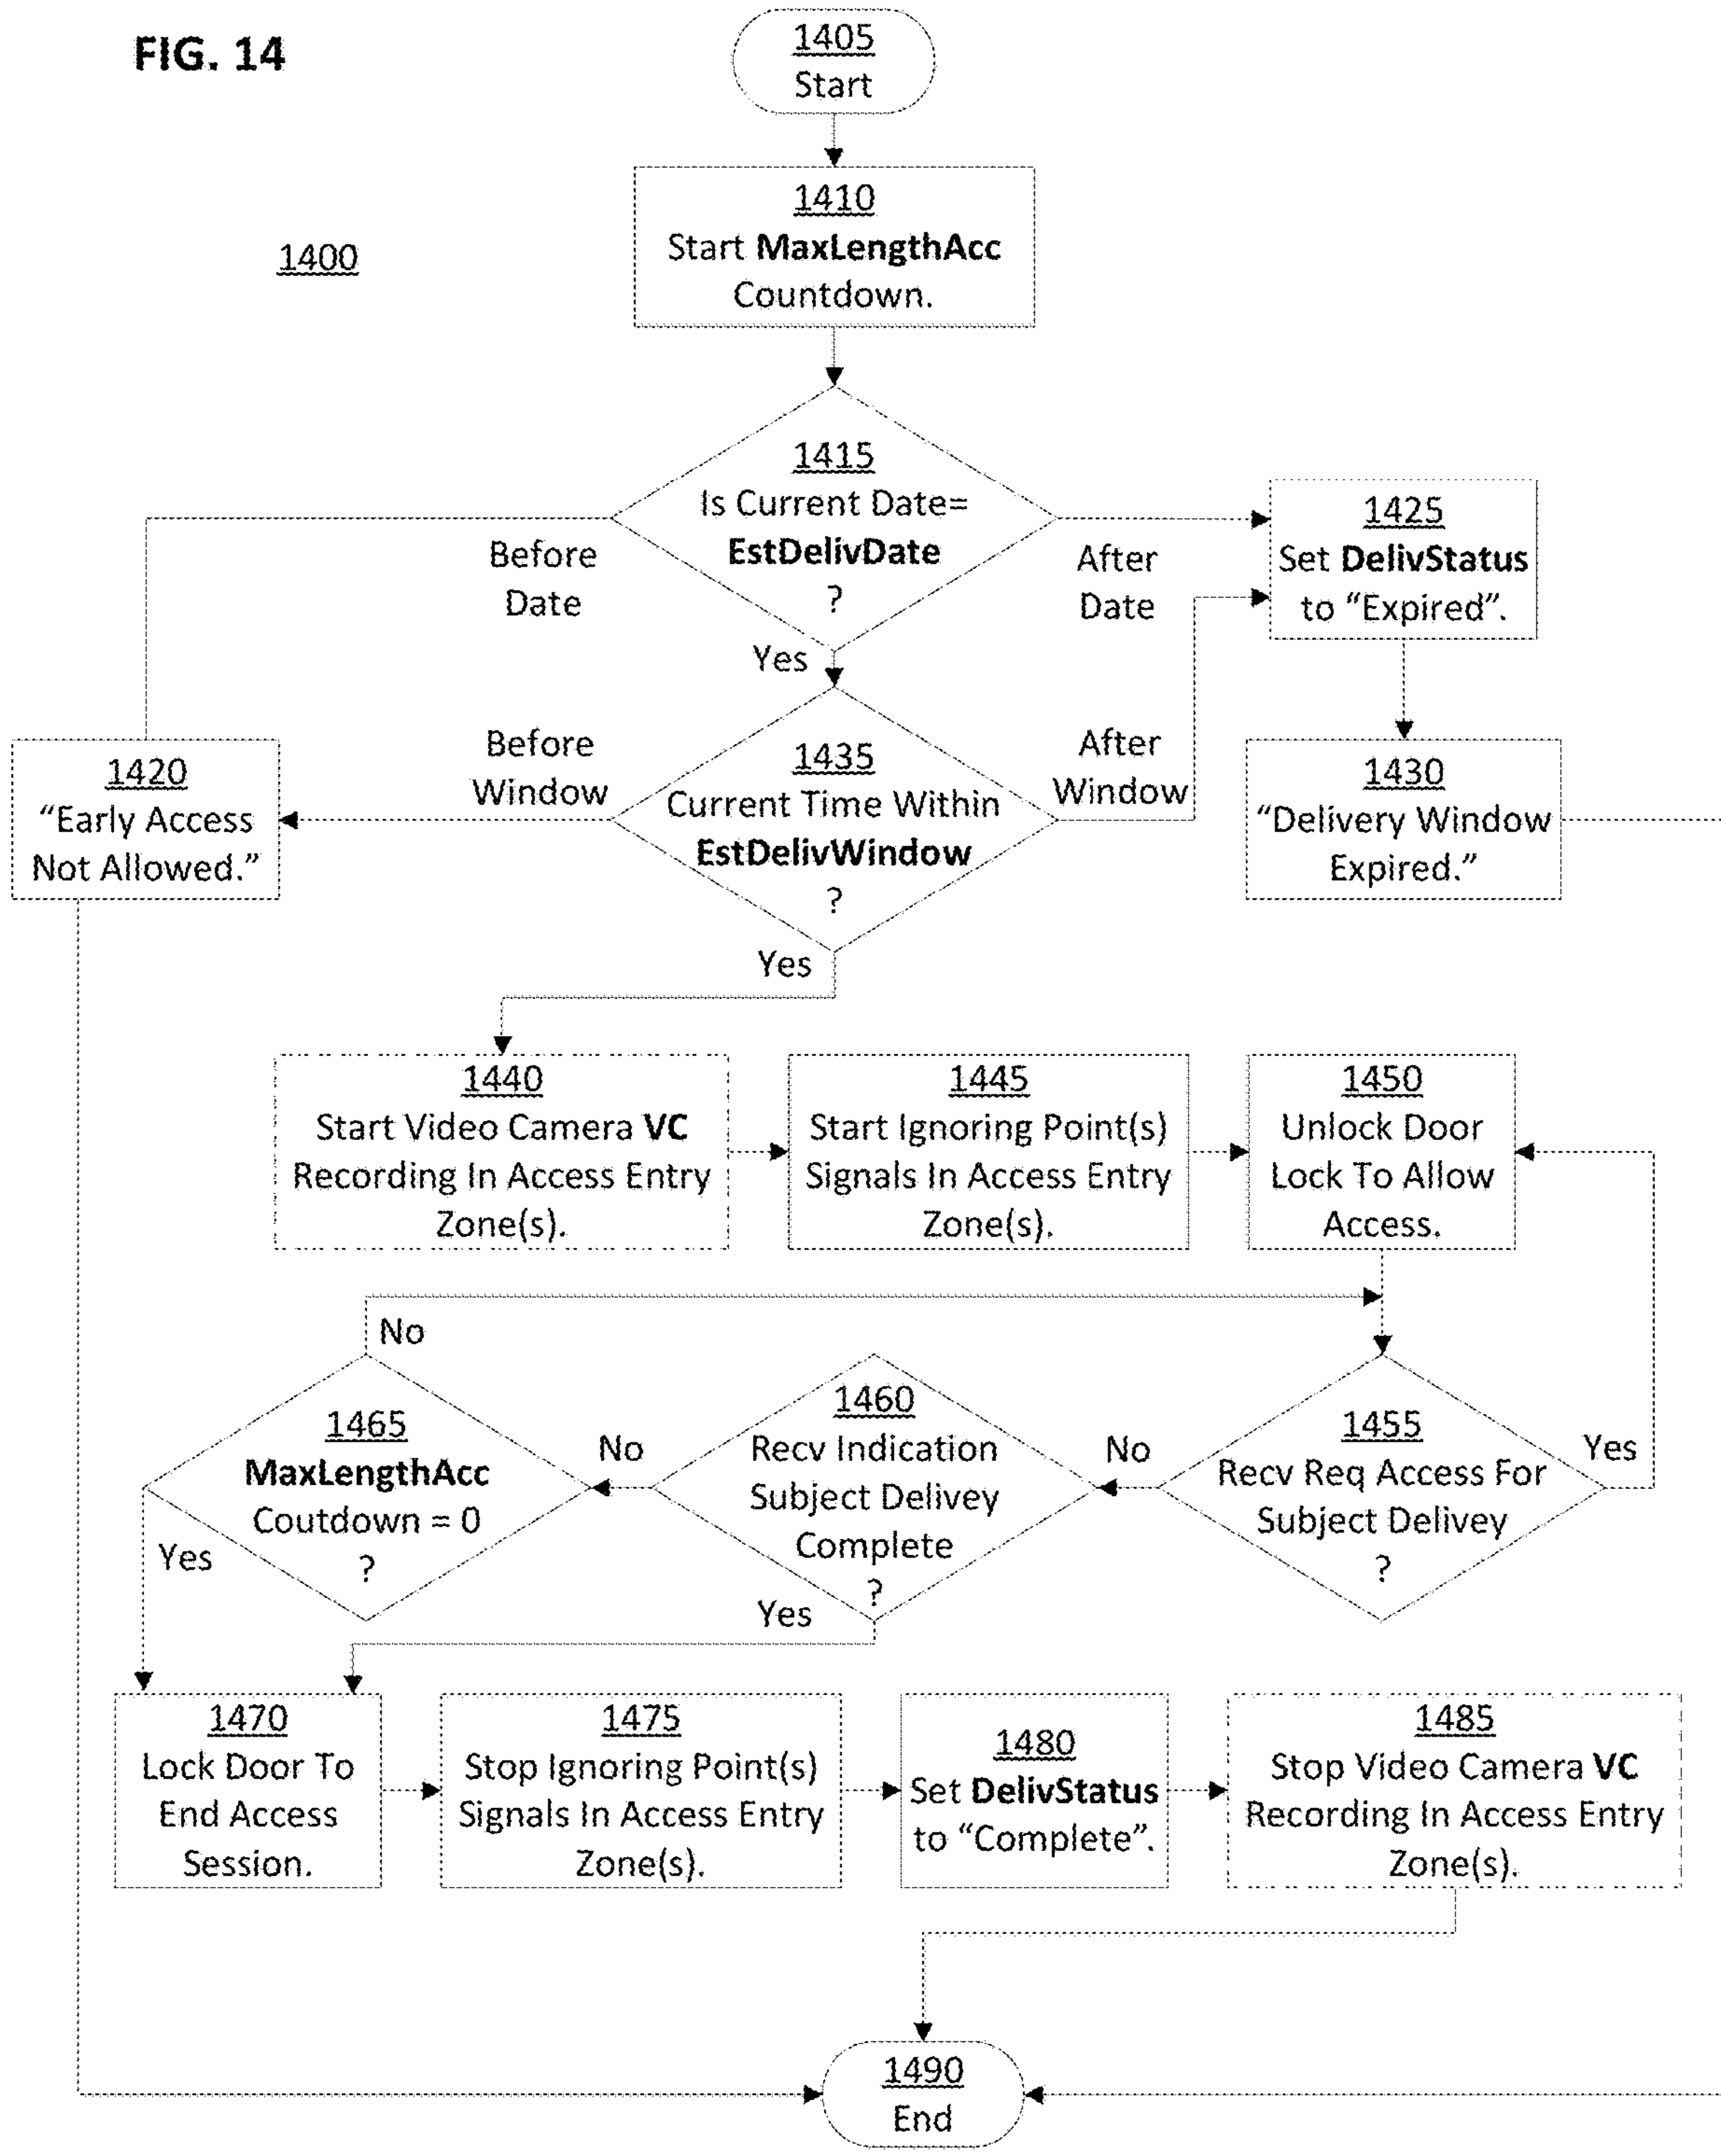 FIG. 14
1405
Start
1410
Start MaxLengthAcc
Countdown.
1400
1415
Is Current Date=
EstDelivDate
?
Before
Date
After
Date
1425
Set DelivStatus
to “Expired”.
Yes
1420
“Early Access
Not Allowed.”
Before
Window
1435
Current Time Within
EstDelivWindow
?
After
Window
1430
“Delivery Window
Expired.”
Yes
1440
Start Video Camera VC
Recording In Access Entry
Zone(s).
1445
Start Ignoring Point(s)
Signals In Access Entry
Zone(s).
1450
Unlock Door
Lock To Allow
Access.
No
1465
MaxLengthAcc
Coutdown = 0
?
Yes
No
1460
Recv Indication
Subject Delivey
Complete
?
Yes
No
1455
Recv Req Access For
Subject Delivey
?
Yes
1470
Lock Door To
End Access
Session.
1475
Stop Ignoring Point(s)
Signals In Access Entry
Zone(s).
1480
Set DelivStatus
to “Complete”.
1485
Stop Video Camera VC
Recording In Access Entry
Zone(s).
1490
End